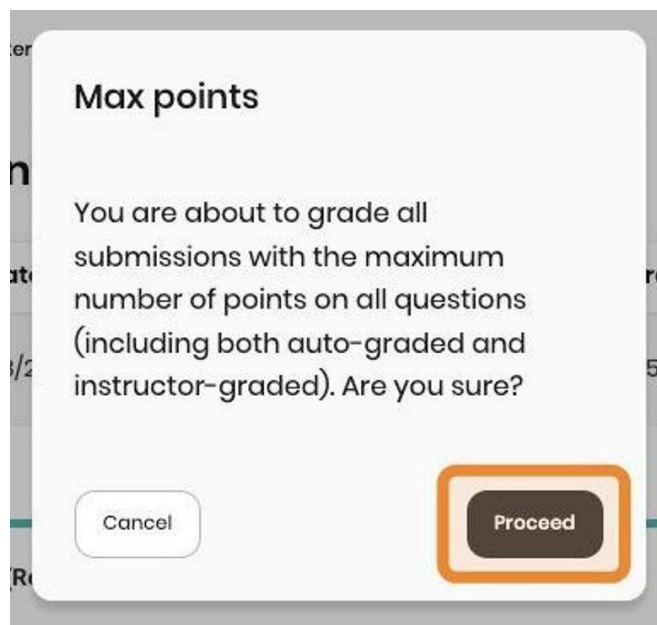 Max points
You are about to grade all
submissions with the maximum
number of points on all questions
(including both auto-graded and
instructor-graded). Are you sure?
Cancel
Proceed